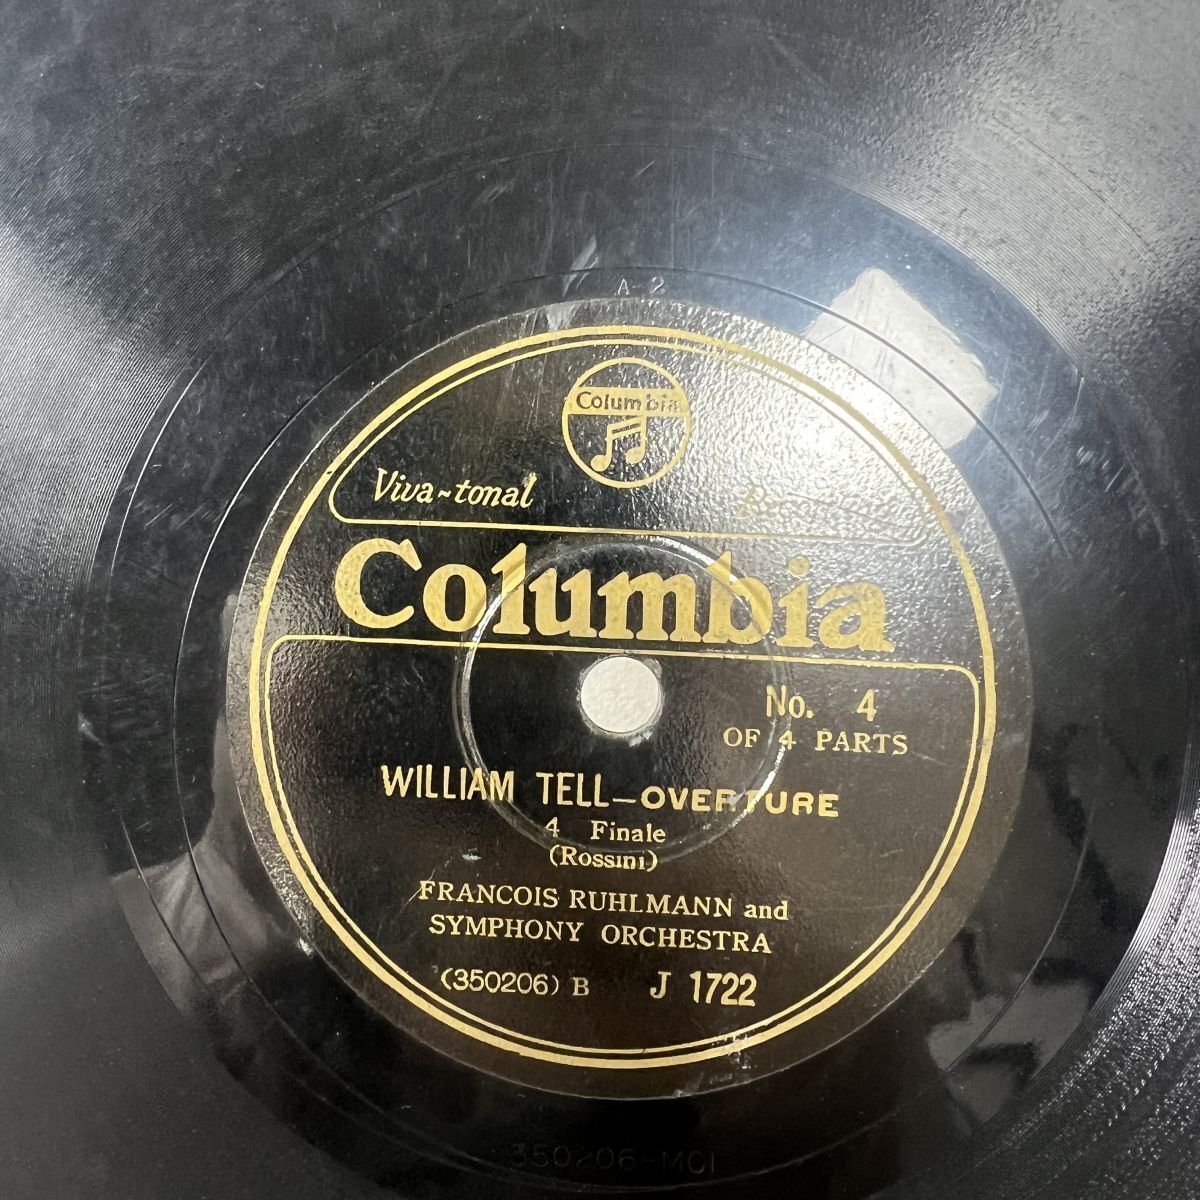 A-2
Columbia
Viva-tonal
Columbia
No. 4
OF 4 PARTS
WILLIAM TELL—OVERTURE
4 Finale
(Rossini)
FRANCOIS RUHLMANN and
SYMPHONY ORCHESTRA
(350206) B J 1722
350206-MC1